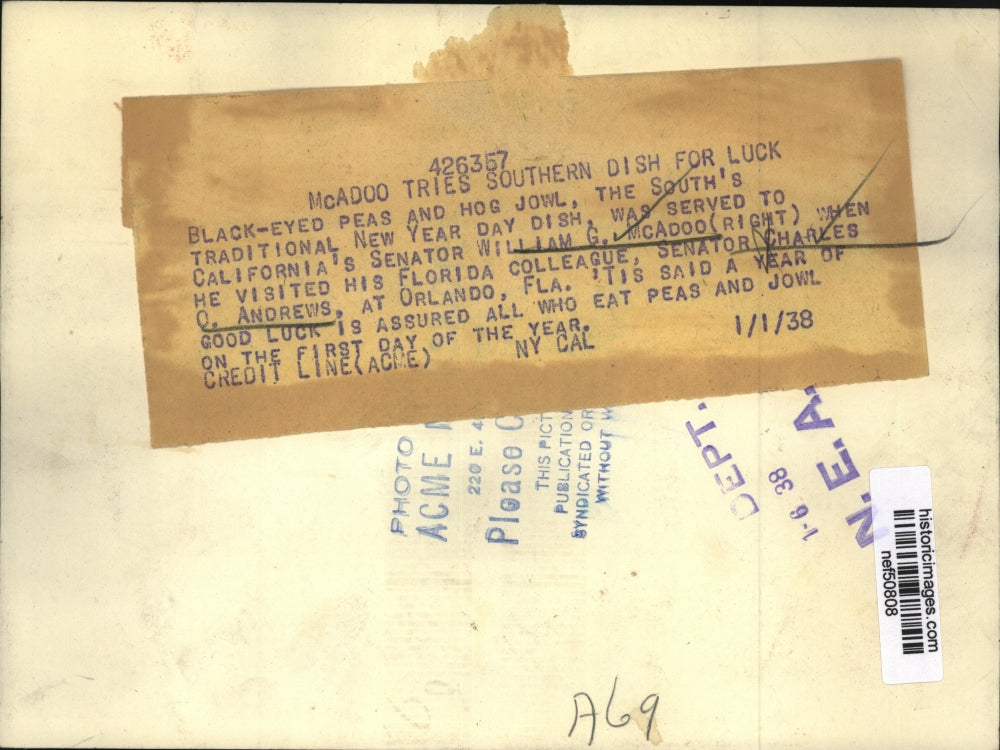 426357
McADOO TRIES SOUTHERN DISH FOR LUCK
BLACK-EYED PEAS AND HOG JOWL, THE SOUTH'S
TRADITIONAL NEW YEAR DAY DISH, WAS SERVED TO
CALIFORNIA'S SENATOR WILLIAM G. McADOO(RIGHT) WHEN
HE VISITED HIS FLORIDA COLLEAGUE, SENATOR CHARLES
O. ANDREWS, AT ORLANDO, FLA. 'TIS SAID A YEAR OF
GOOD LUCK IS ASSURED ALL WHO EAT PEAS AND JOWL
ON THE FIRST DAY OF THE YEAR.
CREDIT LINE(ACME) NY CAL 1/1/38
PHOTO
ACME
220 E. 4
Please C
THIS PICT
PUBLICATION
SYNDICATED OR
WITHOUT W
DEPT.
1-6 38
N. E. A.
historicimages.com
nef50808
A69